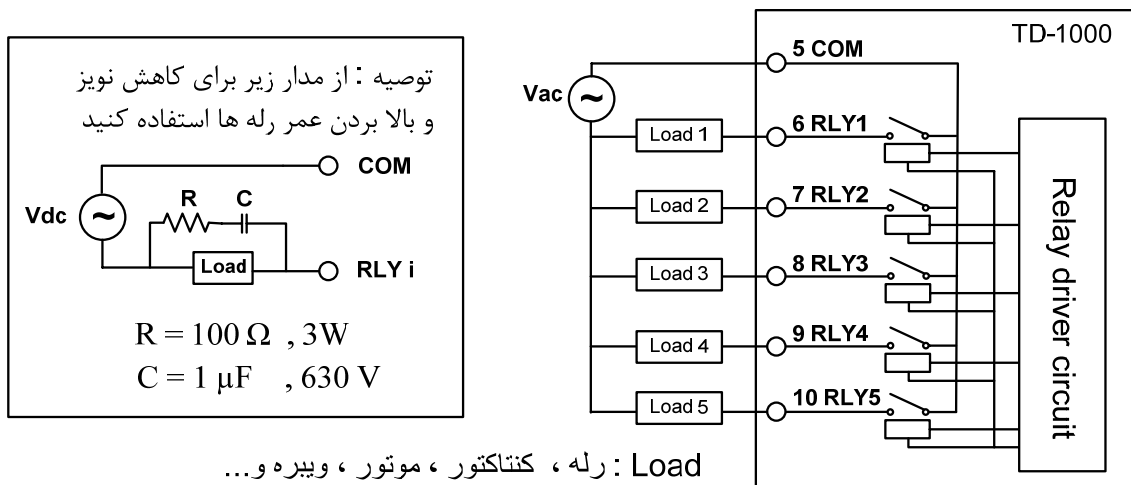 توصیه : از مدار زیر برای کاهش نویز
و بالا بردن عمر رله ها استفاده کنید
COM
R
C
Vdc
~
Load
RLY i
R = 100 Ω , 3W
C = 1 µF , 630 V
TD-1000
5 COM
Vac
~
Load 1
6 RLY1
Load 2
7 RLY2
Load 3
8 RLY3
Load 4
9 RLY4
Load 5
10 RLY5
Relay driver circuit
Load : رله ، کنتاکتور ، موتور ، ویبره و...